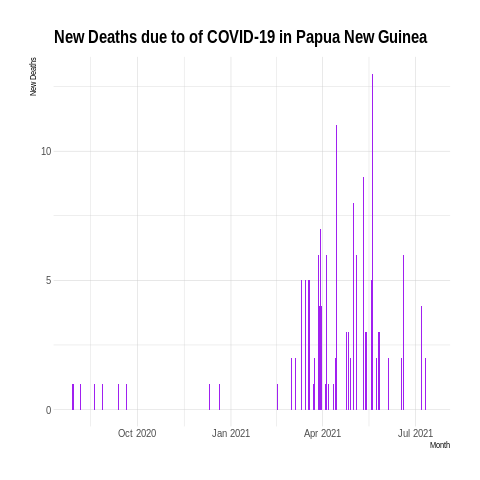 New Deaths due to of COVID-19 in Papua New Guinea
New Deaths
10
5
0
Oct 2020 Jan 2021 Apr 2021 Jul 2021
Month